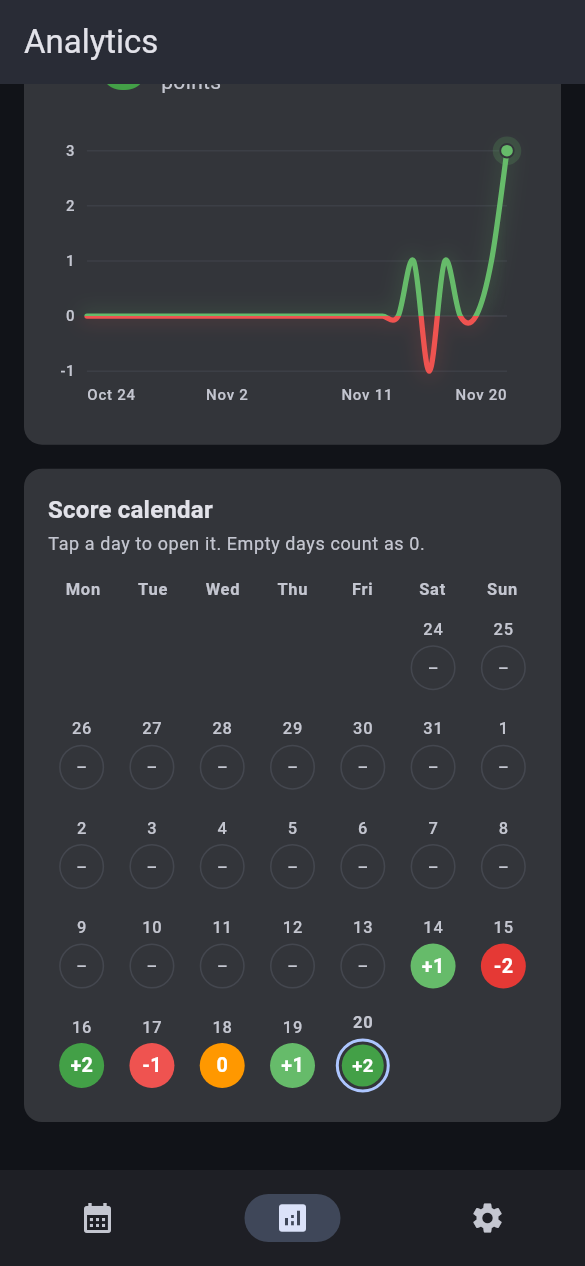 Analytics
points
3
2
1
0
-1
Oct 24 Nov 2 Nov 11 Nov 20
Score calendar
Tap a day to open it. Empty days count as 0.
Mon Tue Wed Thu Fri Sat Sun
24 25
– –
26 27 28 29 30 31 1
– – – – – – –
2 3 4 5 6 7 8
– – – – – – –
9 10 11 12 13 14 15
– – – – – +1 -2
16 17 18 19 20
+2 -1 0 +1 +2